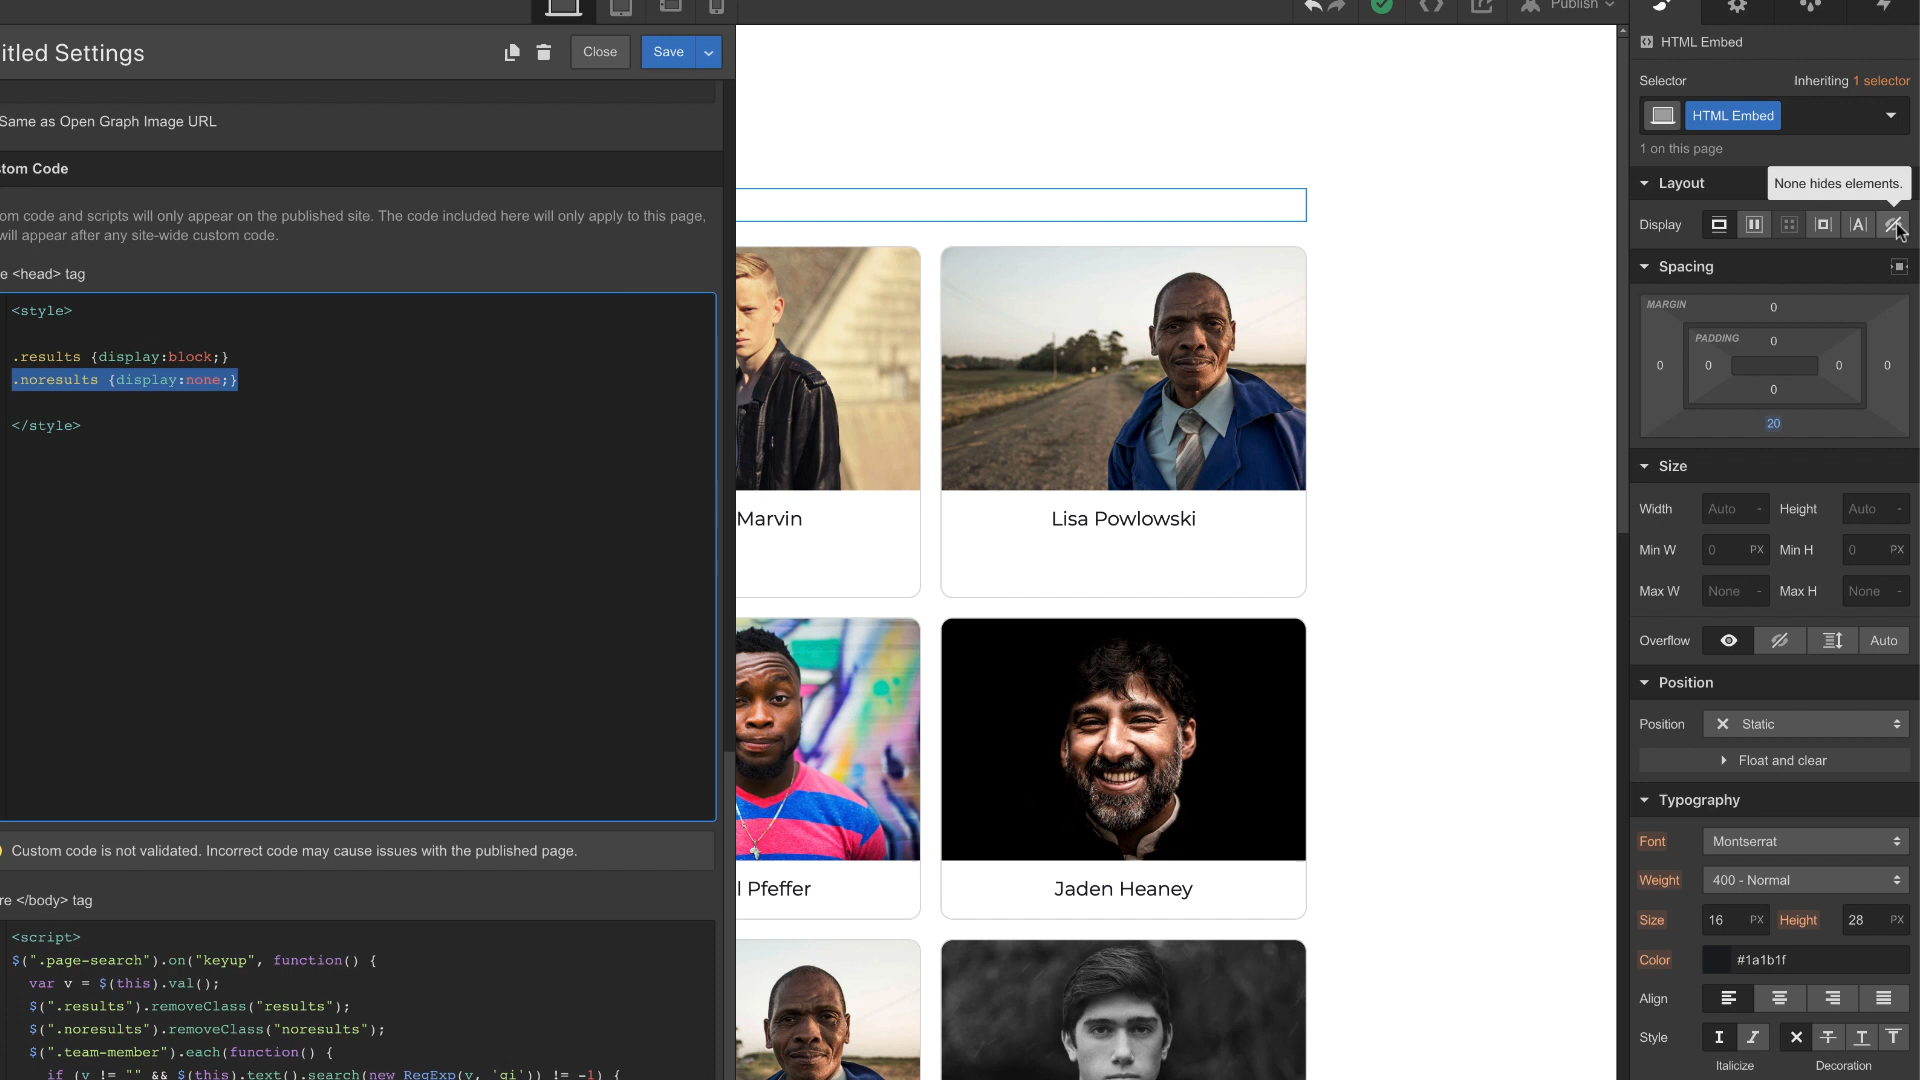 Publish
itled Settings
Close
Save
Same as Open Graph Image URL
tom Code
om code and scripts will only appear on the published site. The code included here will only apply to this page,
will appear after any site-wide custom code.
e <head> tag
<style>
.results {display:block;}
.noresults {display:none;}
</style>
Custom code is not validated. Incorrect code may cause issues with the published page.
re </body> tag
<script>
$(".page-search").on("keyup", function() {
var v = $(this).val();
$(".results").removeClass("results");
$(".noresults").removeClass("noresults");
$(".team-member").each(function() {
if (v != "" && $(this).text().search(new RegExp(v, 'gi')) != -1) {
Marvin
Lisa Powlowski
l Pfeffer
Jaden Heaney
HTML Embed
Selector
Inheriting 1 selector
HTML Embed
1 on this page
Layout
None hides elements.
Display
Spacing
MARGIN
0
PADDING
0
0
0
0
0
0
20
Size
Width
Auto
-
Height
Auto
-
Min W
0
PX
Min H
0
PX
Max W
None
-
Max H
None
-
Overflow
Auto
Position
Position
Static
Float and clear
Typography
Font
Montserrat
Weight
400 - Normal
Size
16
PX
Height
28
PX
Color
#1a1b1f
Align
Style
Italicize
Decoration